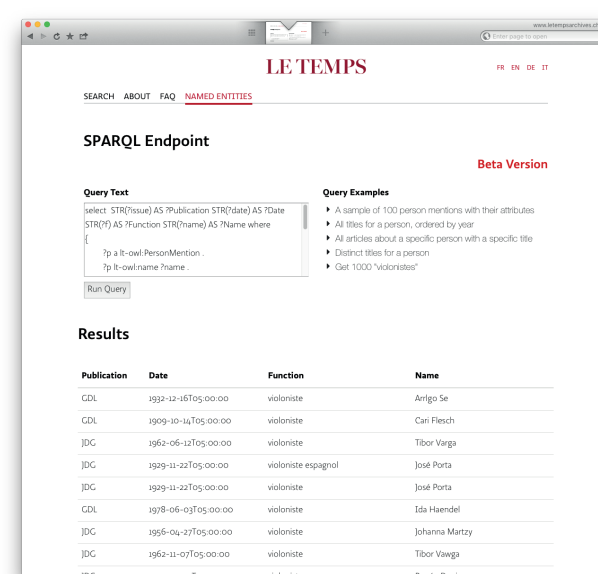 www.letempsarchives.ch
Enter page to open
LE TEMPS
FR EN DE IT
SEARCH ABOUT FAQ NAMED ENTITIES
SPARQL Endpoint
Beta Version
Query Text
select STR(?issue) AS ?Publication STR(?date) AS ?Date
STR(?f) AS ?Function STR(?name) AS ?Name where
{
?p a lt-owl:PersonMention .
?p lt-owl:name ?name .
Run Query
Query Examples
A sample of 100 person mentions with their attributes
All titles for a person, ordered by year
All articles about a specific person with a specific title
Distinct titles for a person
Get 1000 "violonistes"
Results
Publication Date Function Name
GDL 1932-12-16T05:00:00 violoniste Arrlgo Se
GDL 1909-10-14T05:00:00 violoniste Cari Flesch
JDG 1962-06-12T05:00:00 violoniste Tibor Varga
JDG 1929-11-22T05:00:00 violoniste espagnol José Porta
JDG 1929-11-22T05:00:00 violoniste José Porta
GDL 1978-06-03T05:00:00 violoniste Ida Haendel
JDG 1956-04-27T05:00:00 violoniste Johanna Martzy
JDG 1962-11-07T05:00:00 violoniste Tibor Vawga